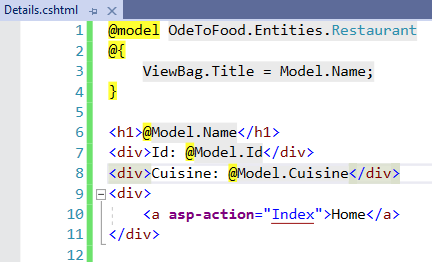 Details.cshtml
1 @model OdeToFood.Entities.Restaurant
2 @{
3     ViewBag.Title = Model.Name;
4 }
5
6 <h1>@Model.Name</h1>
7 <div>Id: @Model.Id</div>
8 <div>Cuisine: @Model.Cuisine</div>
9 <div>
10     <a asp-action="Index">Home</a>
11 </div>
12